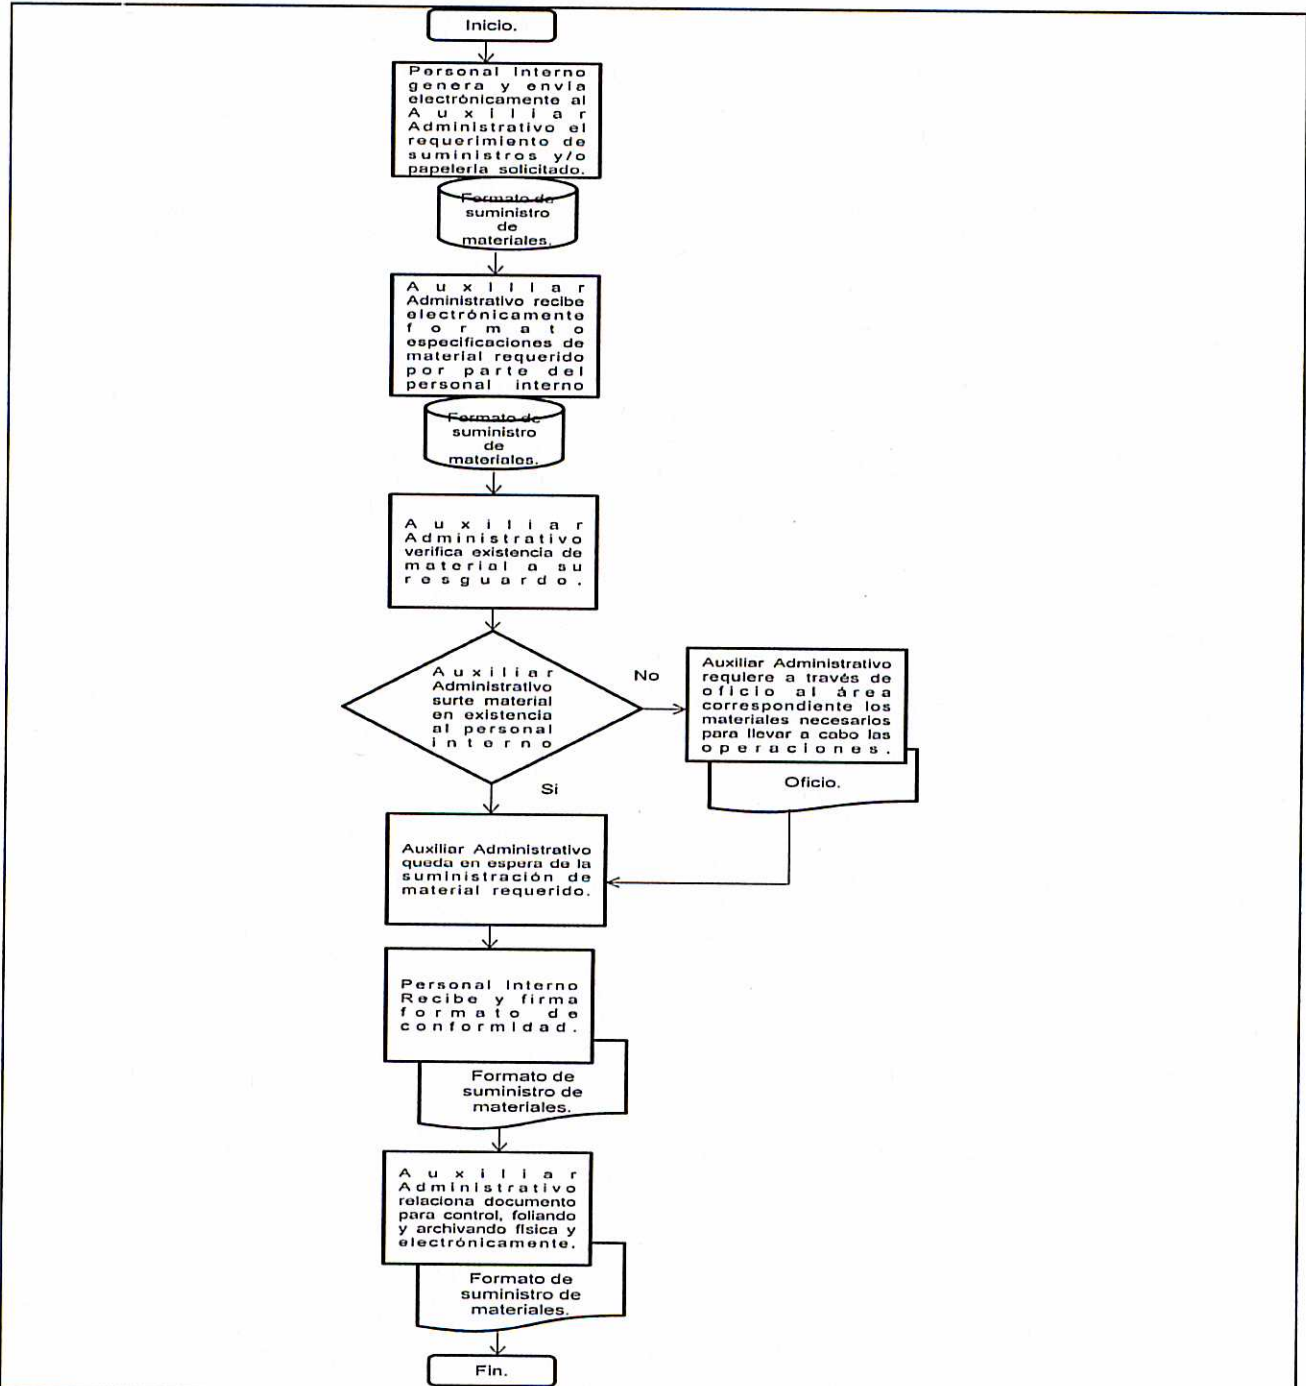 Inicio.
Personal Interno
genera y envía
electrónicamente al
Auxiliar
Administrativo el
requerimiento de
suministros y/o
papelería solicitado.
Formato de
suministro
de
materiales.
Auxiliar
Administrativo recibe
electrónicamente
formato
especificaciones de
material requerido
por parte del
personal interno
Formato de
suministro
de
materiales.
Auxiliar
Administrativo
verifica existencia de
material a su
resguardo.
Auxiliar
Administrativo
surte material
en existencia
al personal
interno
No
Auxiliar Administrativo
requiere a través de
oficio al área
correspondiente los
materiales necesarios
para llevar a cabo las
operaciones.
Oficio.
Si
Auxiliar Administrativo
queda en espera de la
suministración de
material requerido.
Personal Interno
Recibe y firma
formato de
conformidad.
Formato de
suministro de
materiales.
Auxiliar
Administrativo
relaciona documento
para control, foliando
y archivando física y
electrónicamente.
Formato de
suministro de
materiales.
Fin.